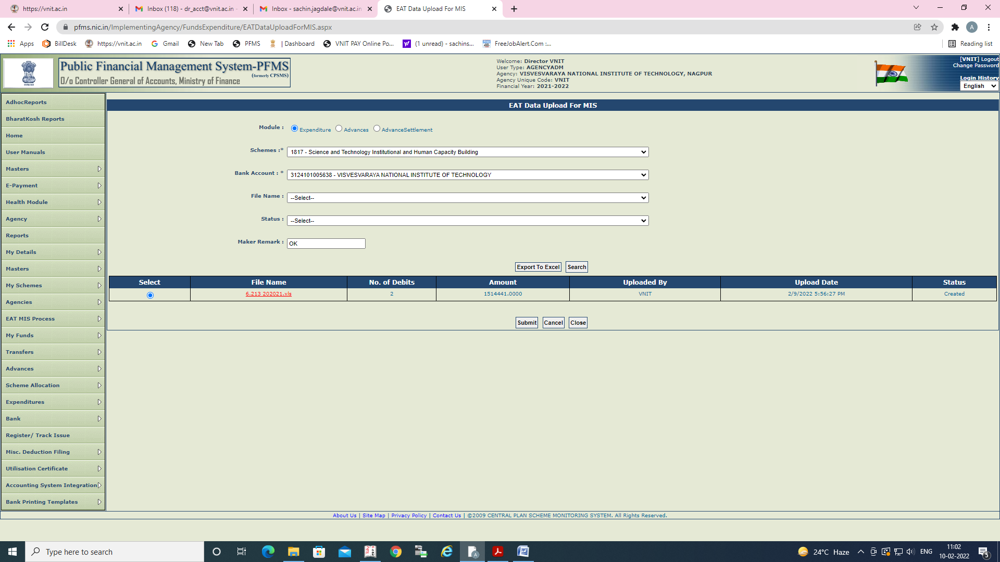 https://vnit.ac.in
Inbox (118) - dr_acct@vnit.ac.in -
Inbox - sachin.jagdale@vnit.ac.in
EAT Data Upload For MIS
pfms.nic.in/ImplementingAgency/FundsExpenditure/EATDataUploadForMIS.aspx
A
Apps
BillDesk
https://vnit.ac.in
Gmail
New Tab
PFMS
| Dashboard
VNIT PAY Online Po...
(1 unread) - sachins...
FreeJobAlert.Com :...
Reading list
Public Financial Management System-PFMS
(formerly CPSMS)
O/o Controller General of Accounts, Ministry of Finance
Welcome: Director VNIT
User Type: AGENCYADM
Agency: VISVESVARAYA NATIONAL INSTITUTE OF TECHNOLOGY, NAGPUR
Agency Unique Code: VNIT
Financial Year: 2021-2022
[VNIT] Logout
Change Password
Login History
English
AdhocReports
BharatKosh Reports
Home
User Manuals
Masters
E-Payment
Health Module
Agency
Reports
My Details
Masters
My Schemes
Agencies
EAT MIS Process
My Funds
Transfers
Advances
Scheme Allocation
Expenditures
Bank
Register/ Track Issue
Misc. Deduction Filing
Utilisation Certificate
Accounting System Integration
Bank Printing Templates
EAT Data Upload For MIS
Module : Expenditure Advances AdvanceSettlement
Schemes :* 1817 - Science and Technology Institutional and Human Capacity Building
Bank Account : * 3124101005638 - VISVESVARAYA NATIONAL INSTITUTE OF TECHNOLOGY
File Name : --Select--
Status : --Select--
Maker Remark : OK
Export To Excel Search
Select File Name No. of Debits Amount Uploaded By Upload Date Status
6.213 202021.xls 2 1514441.0000 VNIT 2/9/2022 5:56:27 PM Created
Submit Cancel Close
About Us | Site Map | Privacy Policy | Contact Us | ©2009 CENTRAL PLAN SCHEME MONITORING SYSTEM. All Rights Reserved.
Type here to search
24°C Haze
ENG
11:02
10-02-2022
5